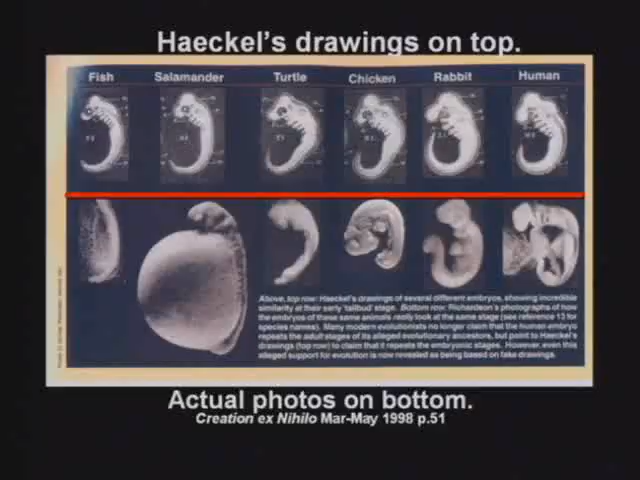 Haeckel's drawings on top.
Fish Salamander Turtle Chicken Rabbit Human
Above, top row: Haeckel's drawings of several different embryos, showing incredible
similarity at their early 'tailbud' stage. Bottom row: Richardson's photographs of how
the embryos of these same animals really look at the same stage (see reference 13 for
species names). Many modern evolutionists no longer claim that the human embryo
repeats the adult stages of its alleged evolutionary ancestors, but point to Haeckel's
drawings (top row) to claim that it repeats the embryonic stages. However, even this
alleged support for evolution is now revealed as being based on fake drawings.
Actual photos on bottom.
Creation ex Nihilo Mar-May 1998 p.51